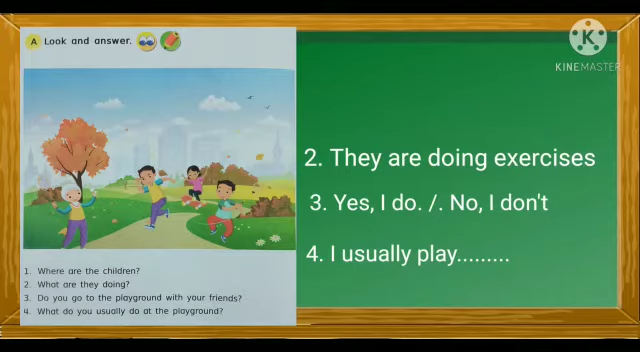 A Look and answer.
1. Where are the children?
2. What are they doing?
3. Do you go to the playground with your friends?
4. What do you usually do at the playground?
K
KINEMASTER
2. They are doing exercises
3. Yes, I do. /. No, I don't
4. I usually play.........